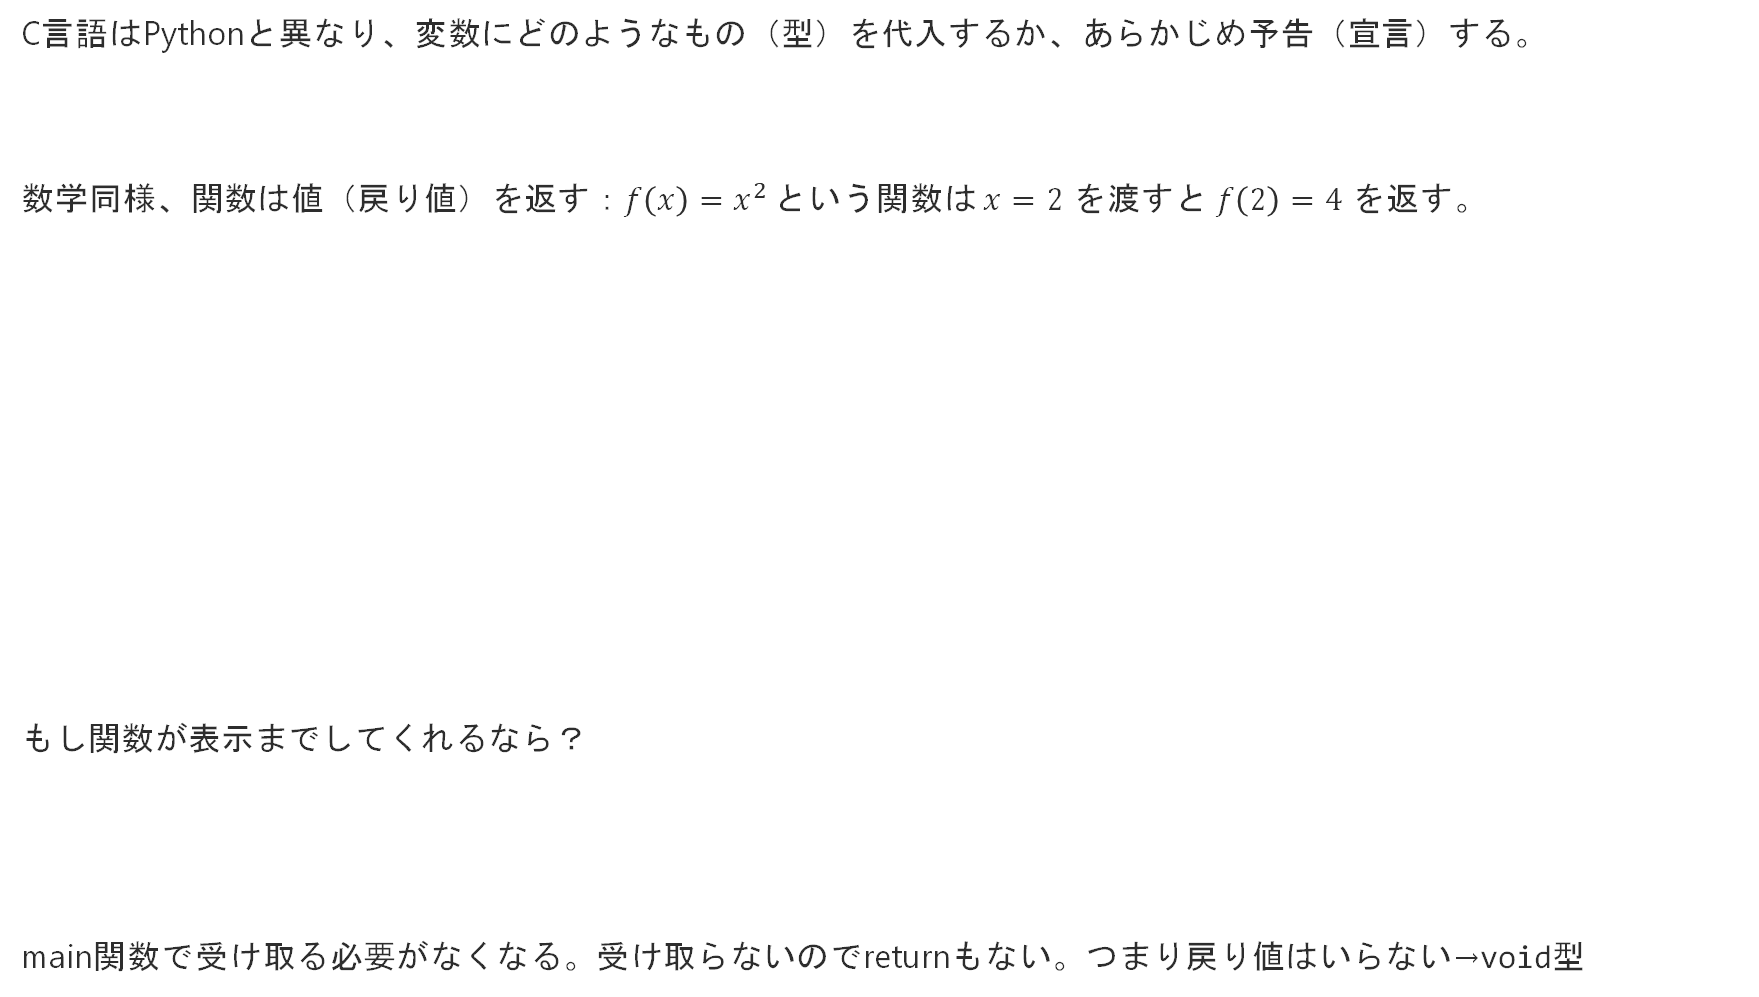 C言語はPythonと異なり、変数にどのようなもの（型）を代入するか、あらかじめ予告（宣言）する。
数学同様、関数は値（戻り値）を返す：f(x) = x² という関数は x = 2 を渡すと f(2) = 4 を返す。
もし関数が表示までしてくれるなら？
main関数で受け取る必要がなくなる。受け取らないのでreturnもない。つまり戻り値はいらない→void型